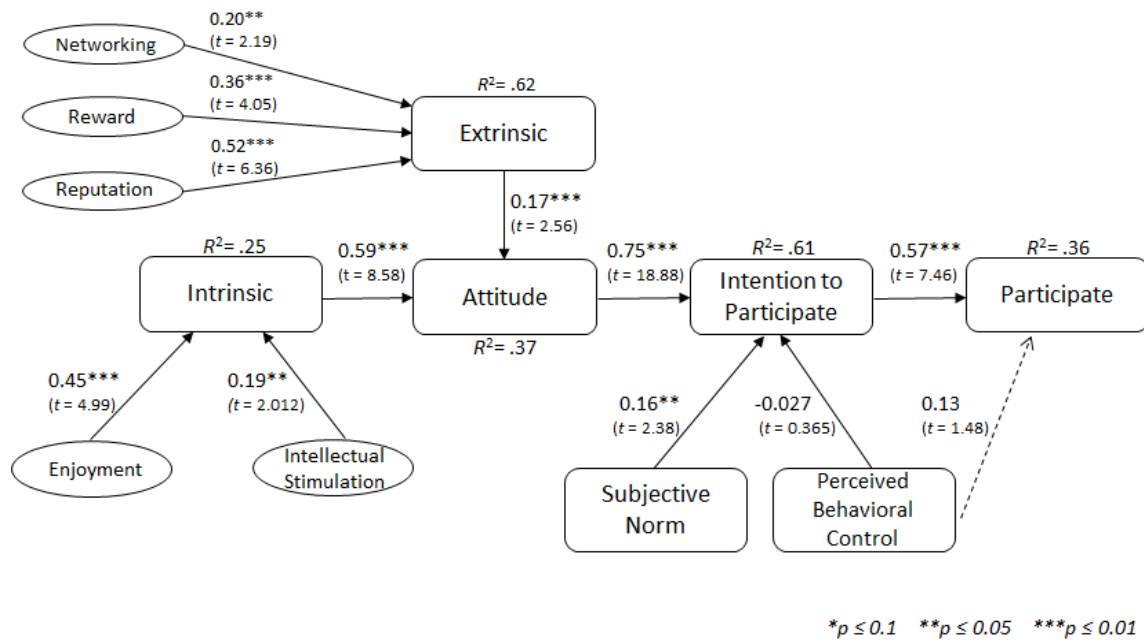 0.20**
(t = 2.19)
Networking
0.36***
(t = 4.05)
Reward
0.52***
(t = 6.36)
Reputation
R²= .62
Extrinsic
0.17***
(t = 2.56)
R²= .25
Intrinsic
0.59***
(t = 8.58)
Attitude
R²= .37
0.75***
(t = 18.88)
R²= .61
Intention to
Participate
0.57***
(t = 7.46)
R²= .36
Participate
0.45***
(t = 4.99)
Enjoyment
0.19**
(t = 2.012)
Intellectual
Stimulation
0.16**
(t = 2.38)
Subjective
Norm
-0.027
(t = 0.365)
Perceived
Behavioral
Control
0.13
(t = 1.48)
*p ≤ 0.1 **p ≤ 0.05 ***p ≤ 0.01